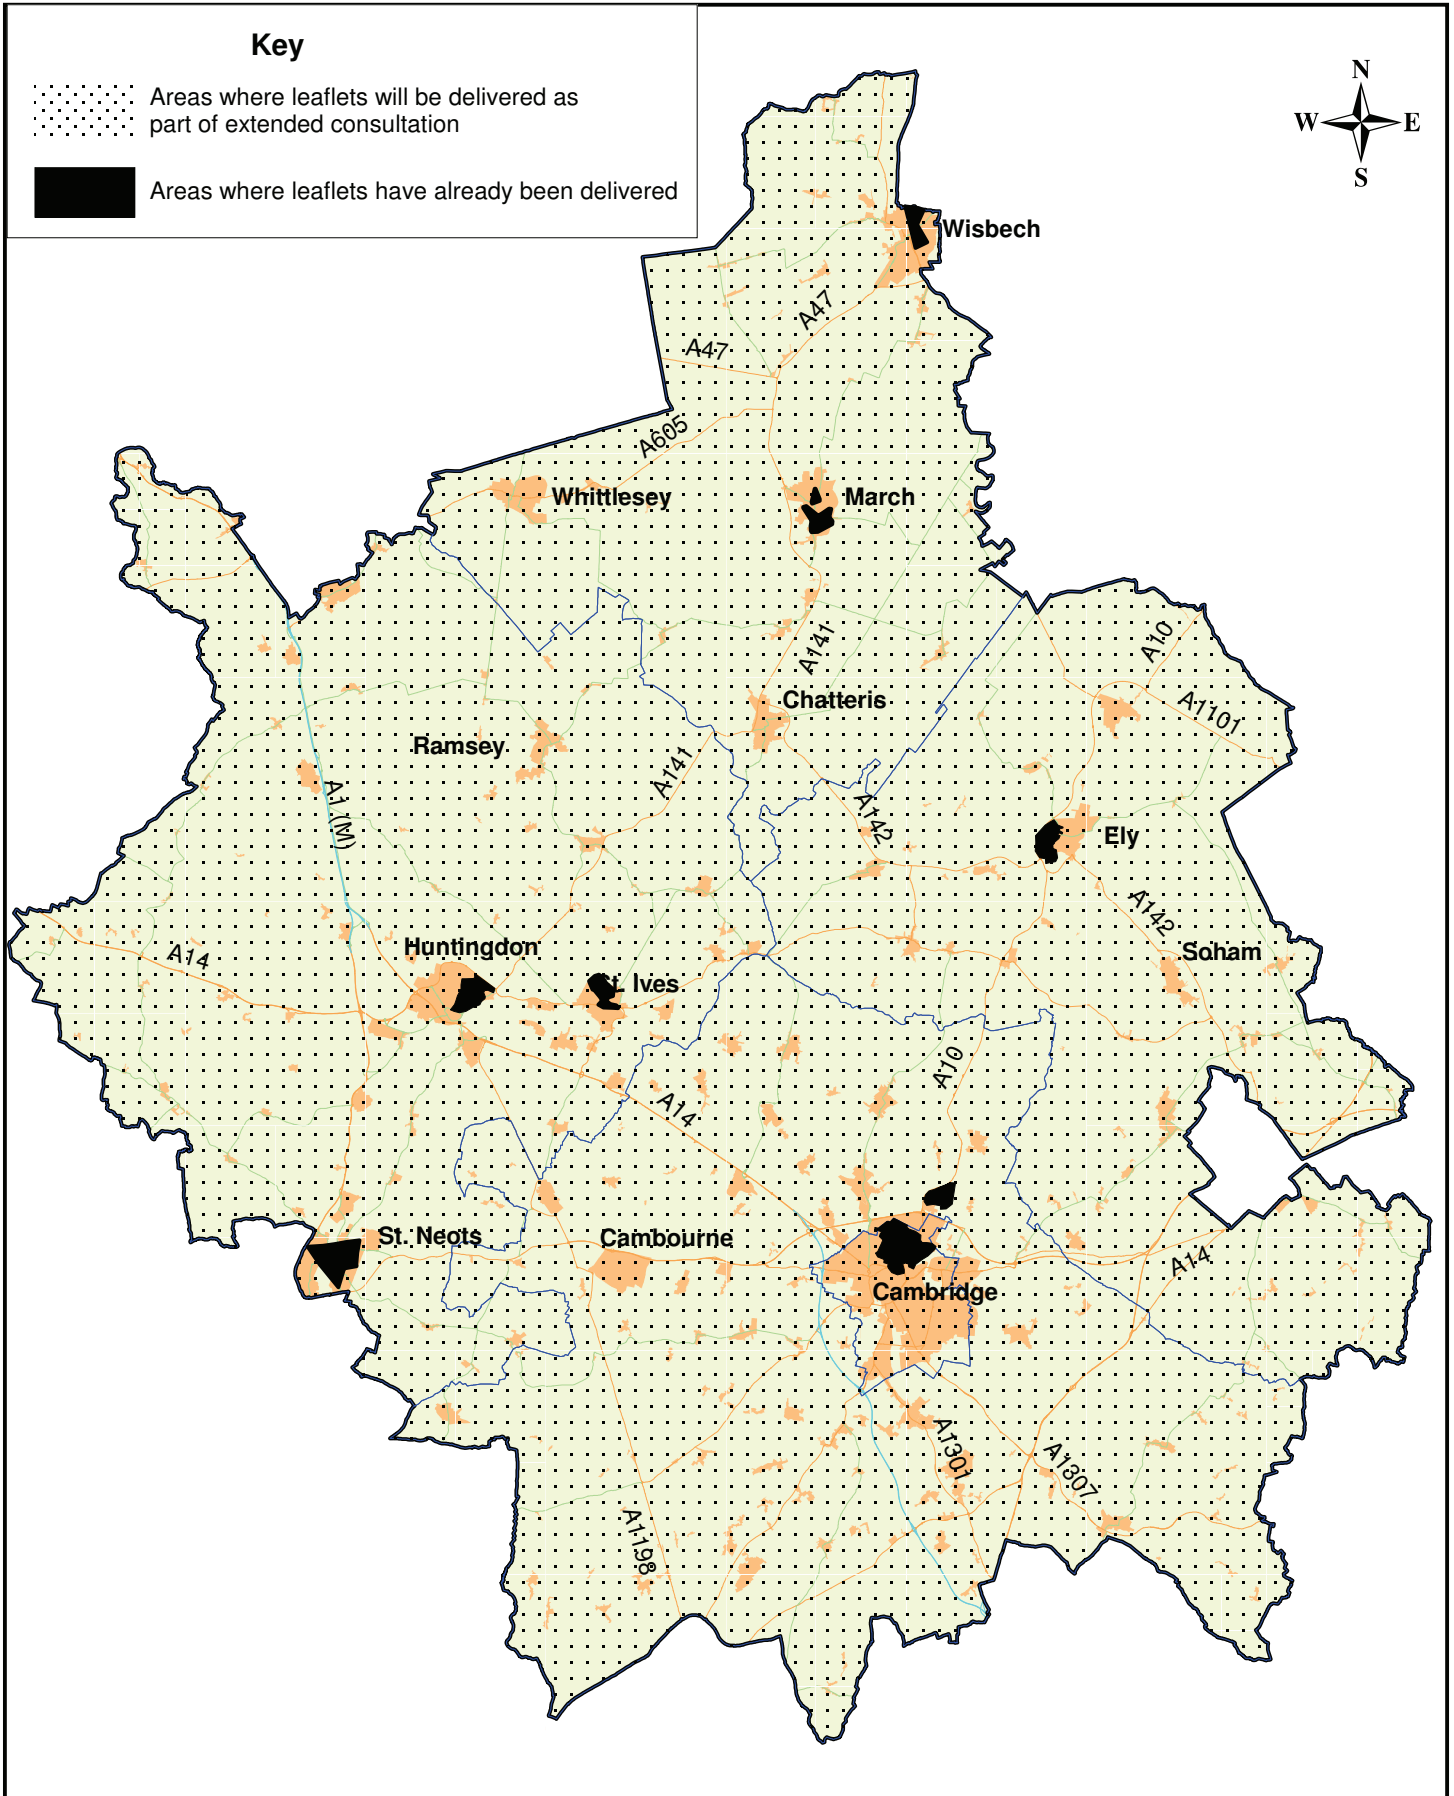 Key
Areas where leaflets will be delivered as
part of extended consultation
Areas where leaflets have already been delivered
N
W E
S
Wisbech
A47
A47
A605
Whittlesey
March
A141
A10
Chatteris
A1101
Ramsey
A141
A1 (M)
A142
Ely
A142
Huntingdon
A14
Soham
St. Ives
A10
A14
St. Neots
Cambourne
A14
Cambridge
A1301
A1307
A1198